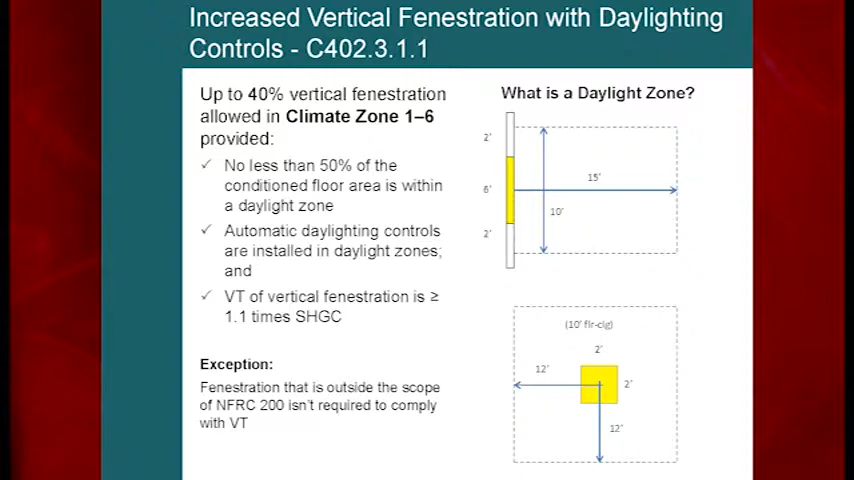 Increased Vertical Fenestration with Daylighting
Controls - C402.3.1.1
Up to 40% vertical fenestration
allowed in Climate Zone 1–6
provided:
✓ No less than 50% of the
conditioned floor area is within
a daylight zone
✓ Automatic daylighting controls
are installed in daylight zones;
and
✓ VT of vertical fenestration is ≥
1.1 times SHGC
Exception:
Fenestration that is outside the scope
of NFRC 200 isn't required to comply
with VT
What is a Daylight Zone?
2'
15'
6'
10'
2'
(10' flr-clg)
2'
12'
2'
12'